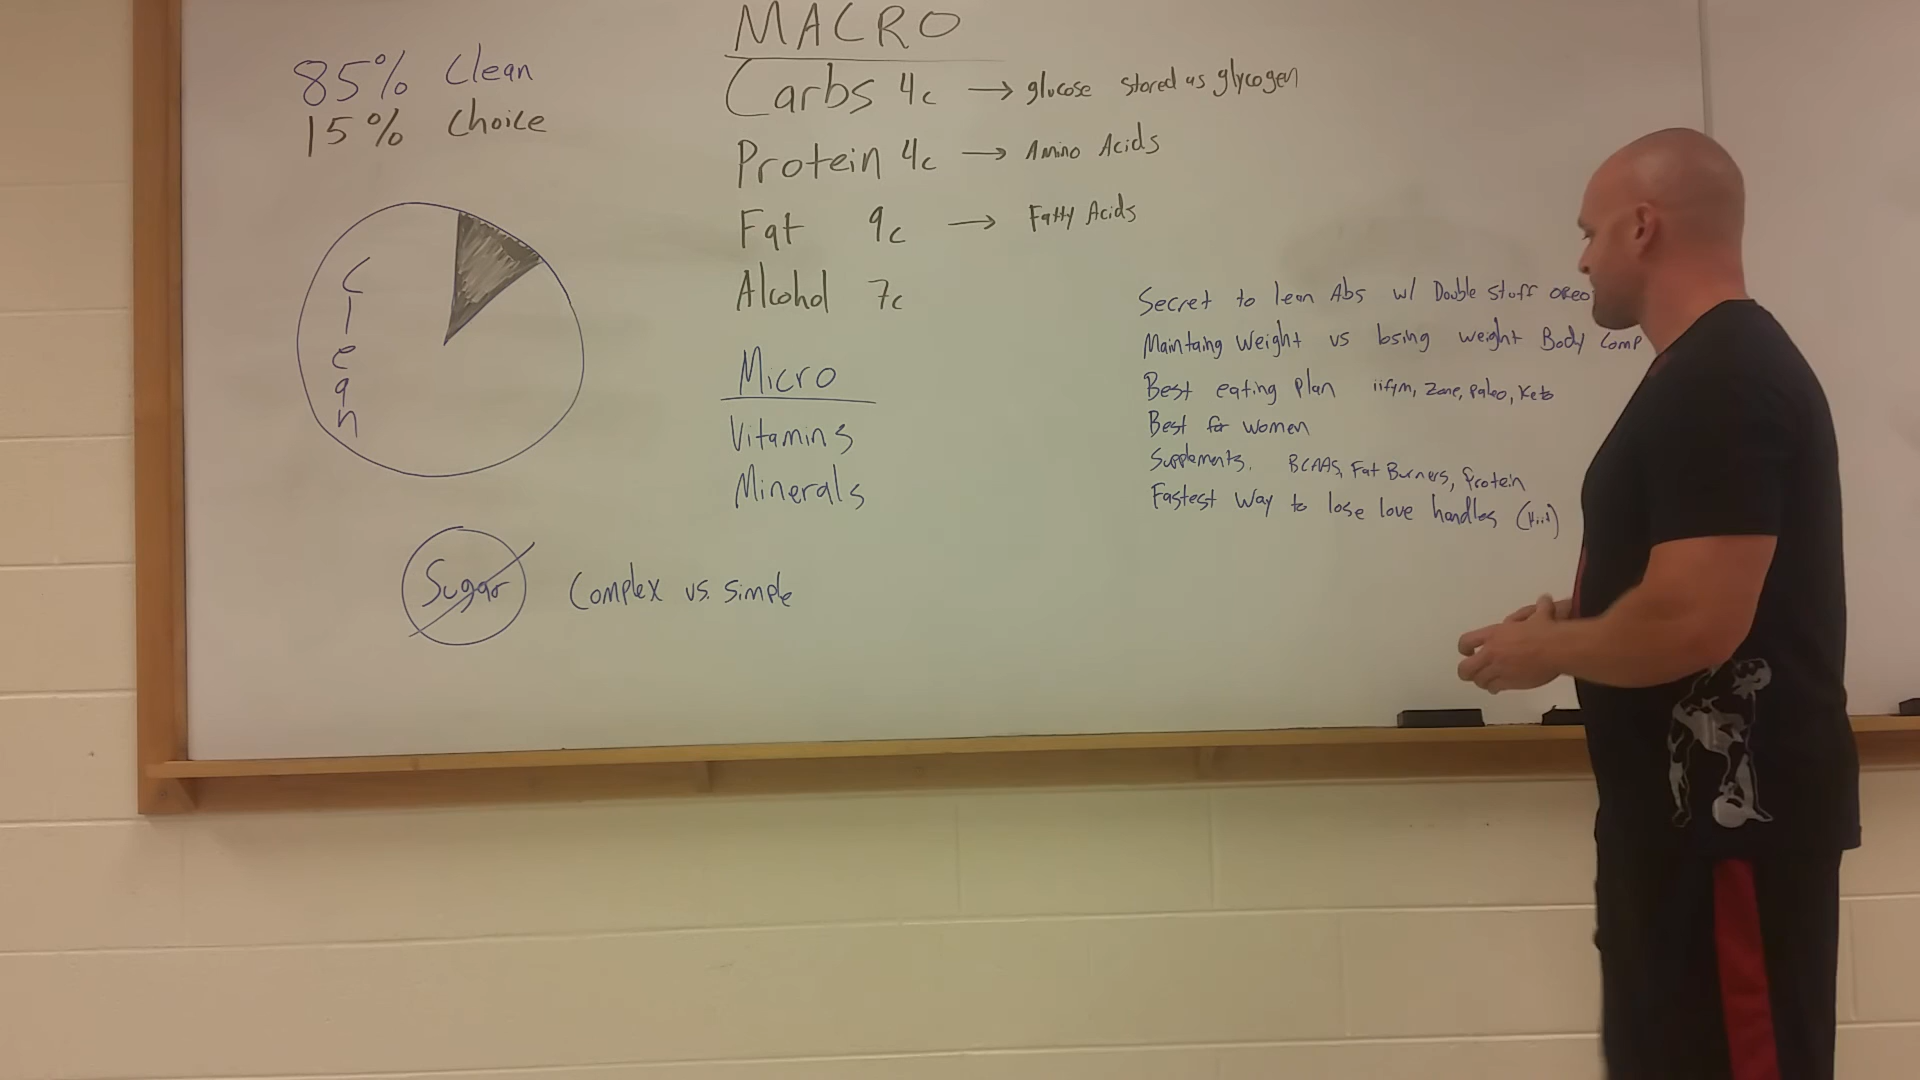 85% Clean
15% Choice
Clean
Sugar Complex vs. Simple
MACRO
Carbs 4c → glucose stored as glycogen
Protein 4c → Amino Acids
Fat 9c → Fatty Acids
Alcohol 7c
Micro
Vitamins
Minerals
Secret to lean Abs w/ Double Stuff OREO
Maintaing Weight vs losing weight Body Comp
Best eating Plan iifym, Zone, Paleo, Keto
Best for women
Supplements. BCAAS, Fat Burners, Protein
Fastest Way to lose love handles (Hiit)